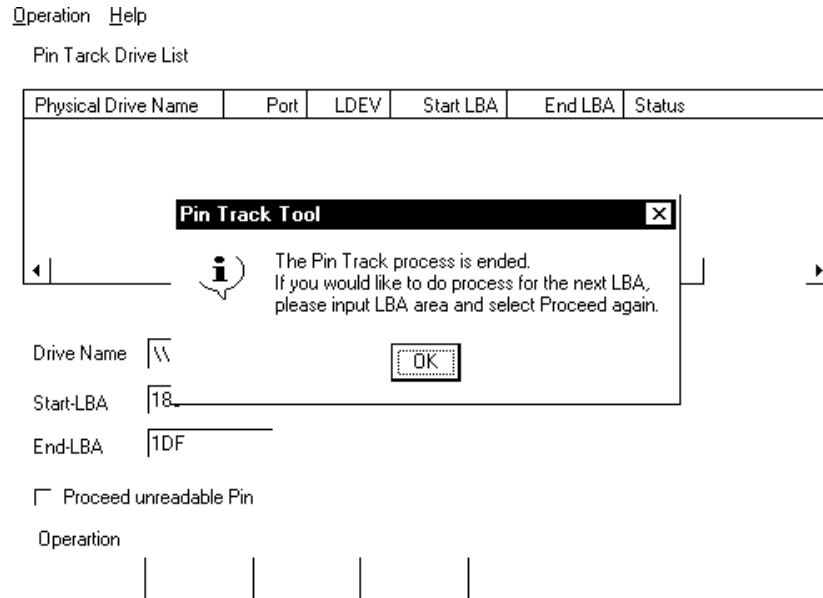 Operation Help
Pin Tarck Drive List
Physical Drive Name Port LDEV Start LBA End LBA Status
Pin Track Tool
The Pin Track process is ended.
If you would like to do process for the next LBA,
please input LBA area and select Proceed again.
OK
Drive Name \\
Start-LBA 18
End-LBA 1DF
Proceed unreadable Pin
Operartion